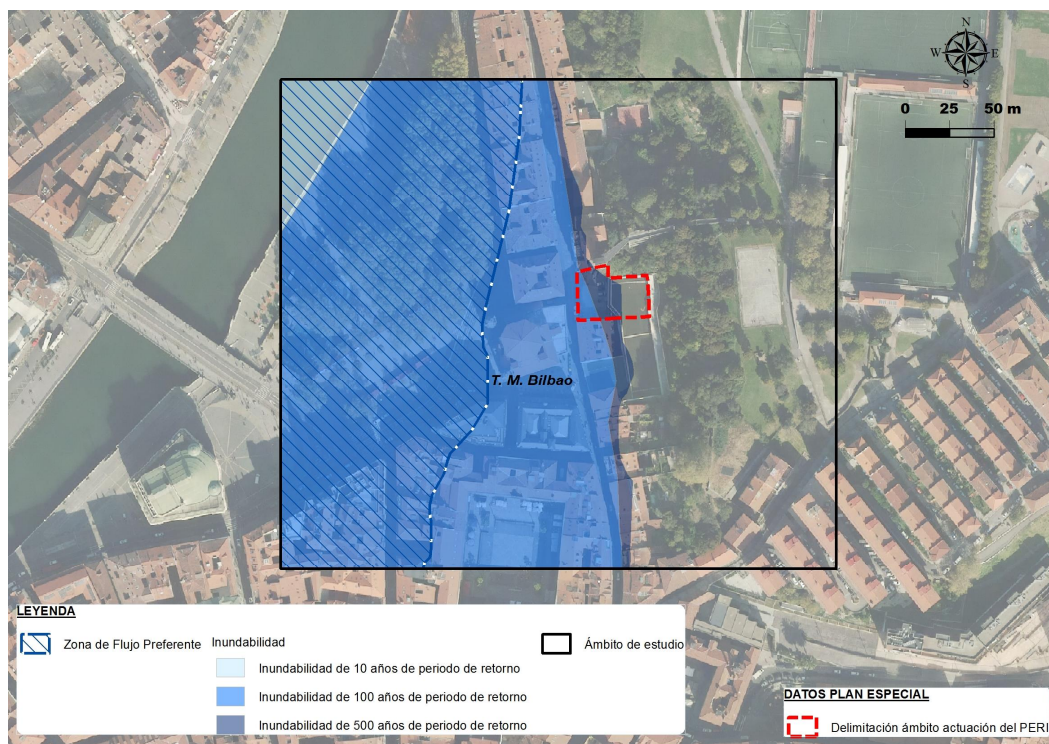 N
W E
S
0 25 50 m
T. M. Bilbao
LEYENDA
Zona de Flujo Preferente
Inundabilidad
Ámbito de estudio
Inundabilidad de 10 años de periodo de retorno
Inundabilidad de 100 años de periodo de retorno
Inundabilidad de 500 años de periodo de retorno
DATOS PLAN ESPECIAL
Delimitación ámbito actuación del PERI